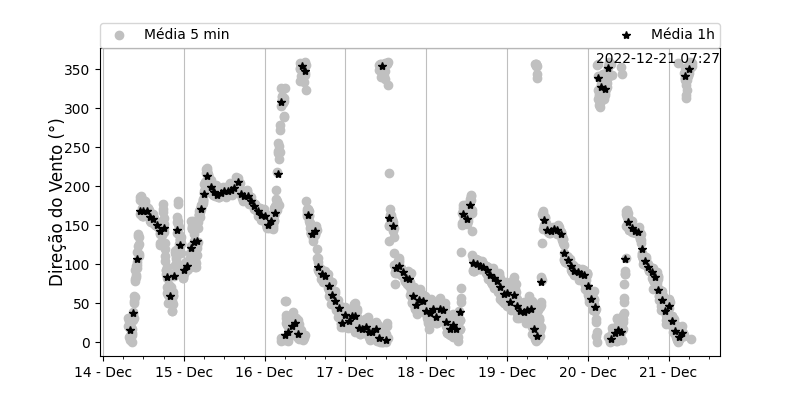 Média 5 min
Média 1h
2022-12-21 07:27
Direção do Vento (°)
350
300
250
200
150
100
50
0
14 - Dec 15 - Dec 16 - Dec 17 - Dec 18 - Dec 19 - Dec 20 - Dec 21 - Dec